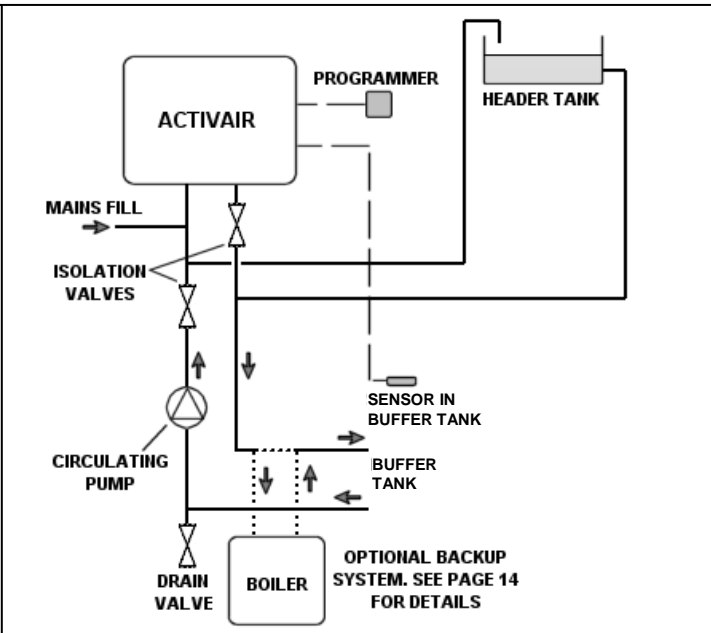 PROGRAMMER
ACTIVAIR
HEADER TANK
MAINS FILL
ISOLATION
VALVES
SENSOR IN
BUFFER TANK
CIRCULATING
PUMP
BUFFER
TANK
DRAIN
VALVE
BOILER
OPTIONAL BACKUP
SYSTEM. SEE PAGE 14
FOR DETAILS